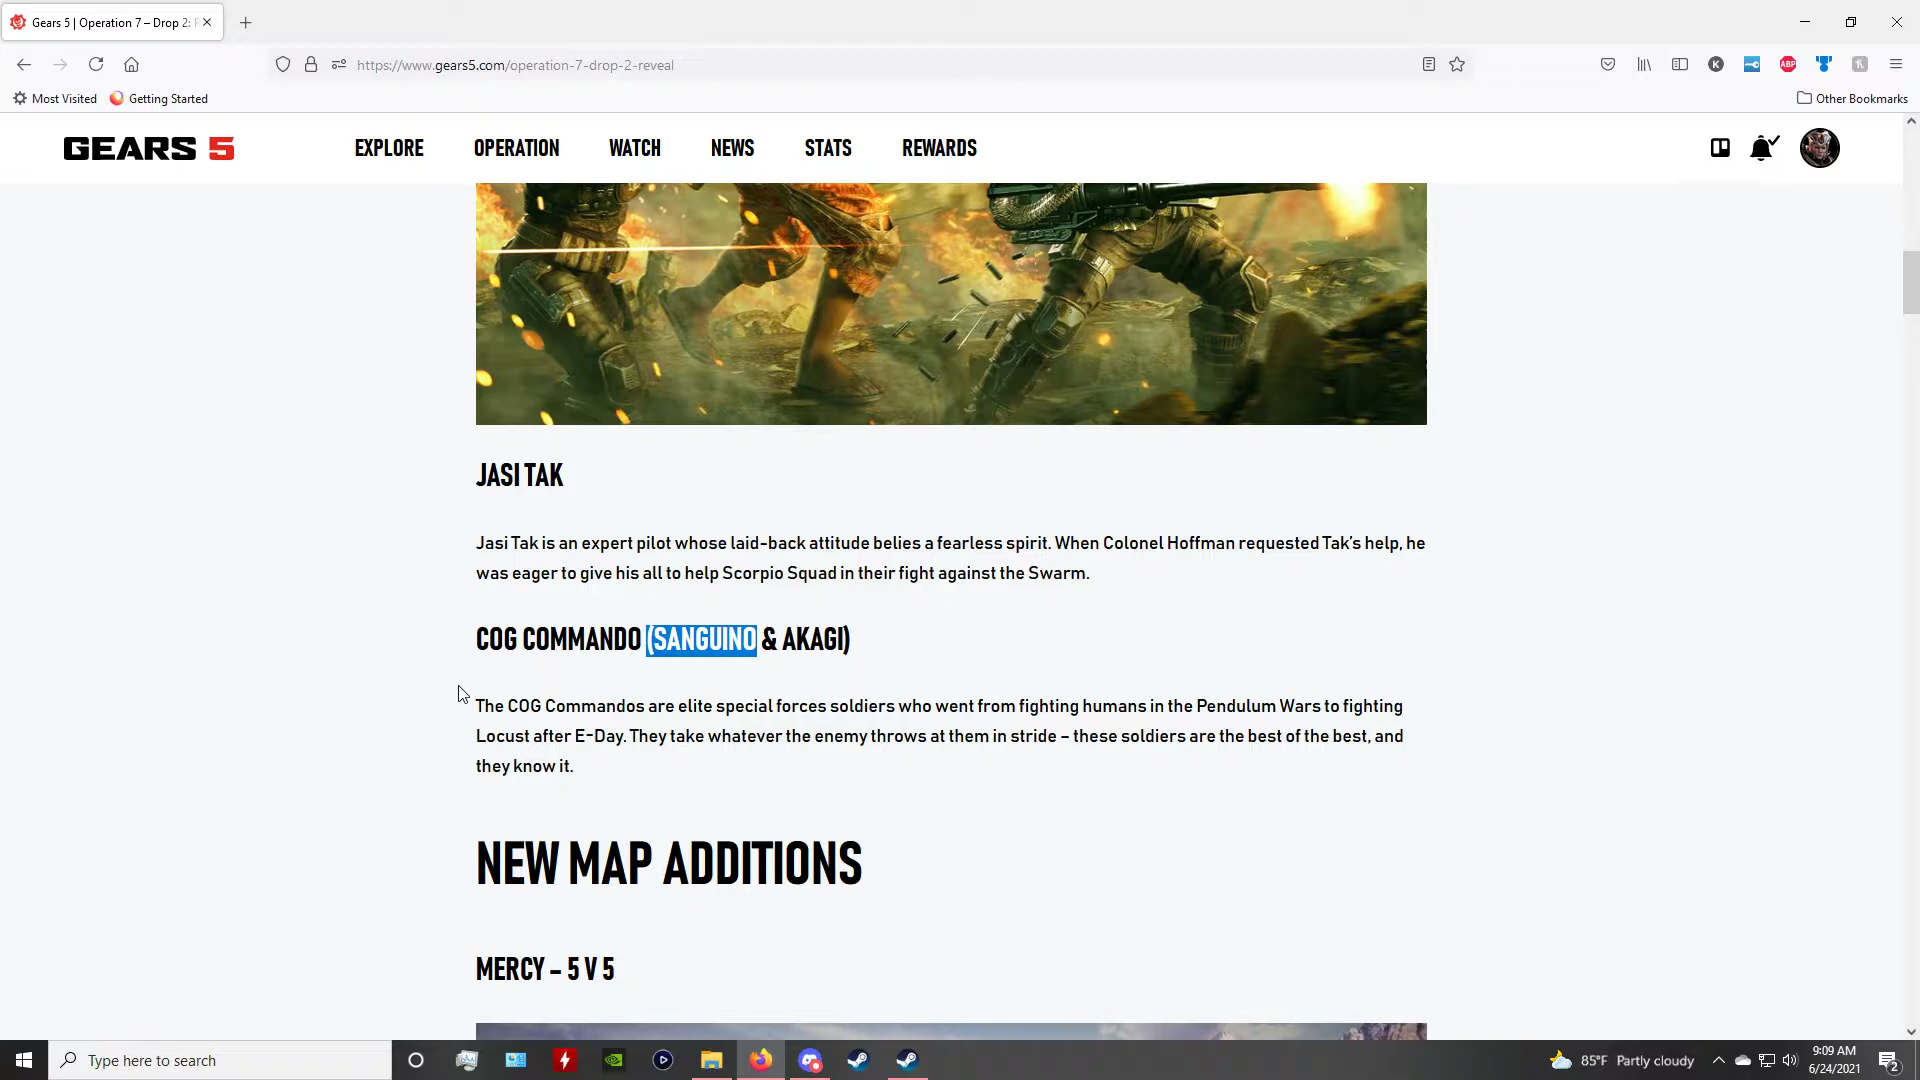 Gears 5 | Operation 7 – Drop 2:
https://www.gears5.com/operation-7-drop-2-reveal
K
ABP
Most Visited
Getting Started
Other Bookmarks
GEARS 5
EXPLORE
OPERATION
WATCH
NEWS
STATS
REWARDS
JASI TAK
Jasi Tak is an expert pilot whose laid-back attitude belies a fearless spirit. When Colonel Hoffman requested Tak’s help, he
was eager to give his all to help Scorpio Squad in their fight against the Swarm.
COG COMMANDO (SANGUINO & AKAGI)
The COG Commandos are elite special forces soldiers who went from fighting humans in the Pendulum Wars to fighting
Locust after E-Day. They take whatever the enemy throws at them in stride – these soldiers are the best of the best, and
they know it.
NEW MAP ADDITIONS
MERCY – 5 V 5
Type here to search
85°F Partly cloudy
9:09 AM
6/24/2021
2